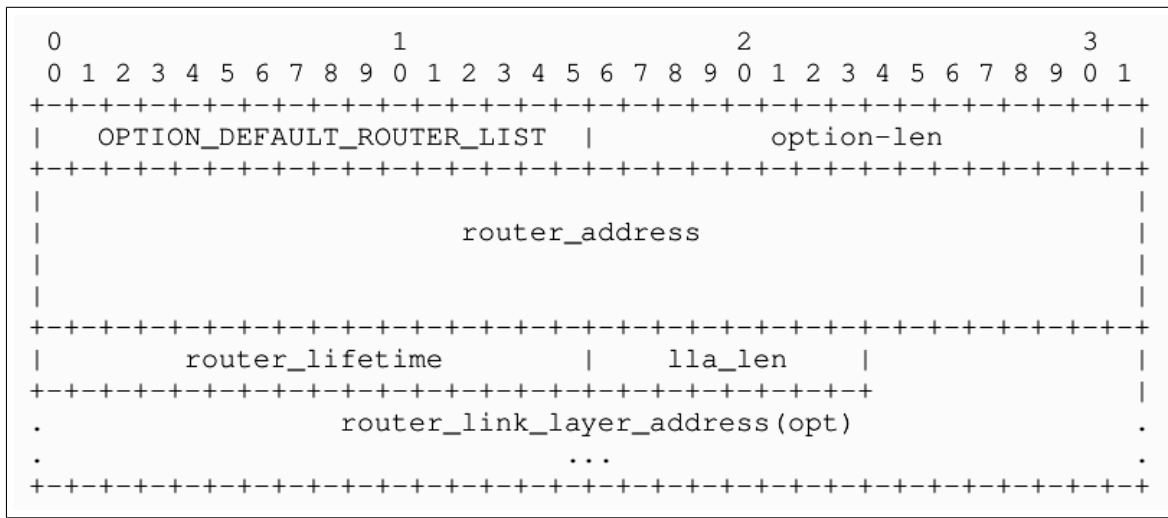 0                   1                   2                   3
 0 1 2 3 4 5 6 7 8 9 0 1 2 3 4 5 6 7 8 9 0 1 2 3 4 5 6 7 8 9 0 1
+-+-+-+-+-+-+-+-+-+-+-+-+-+-+-+-+-+-+-+-+-+-+-+-+-+-+-+-+-+-+-+-+
|   OPTION_DEFAULT_ROUTER_LIST  |          option-len           |
+-+-+-+-+-+-+-+-+-+-+-+-+-+-+-+-+-+-+-+-+-+-+-+-+-+-+-+-+-+-+-+-+
|                                                               |
|                        router_address                         |
|                                                               |
|                                                               |
+-+-+-+-+-+-+-+-+-+-+-+-+-+-+-+-+-+-+-+-+-+-+-+-+-+-+-+-+-+-+-+-+
|        router_lifetime        |    lla_len    |               |
+-+-+-+-+-+-+-+-+-+-+-+-+-+-+-+-+-+-+-+-+-+-+-+-+               |
.                 router_link_layer_address(opt)                .
.                              ...                              .
+-+-+-+-+-+-+-+-+-+-+-+-+-+-+-+-+-+-+-+-+-+-+-+-+-+-+-+-+-+-+-+-+